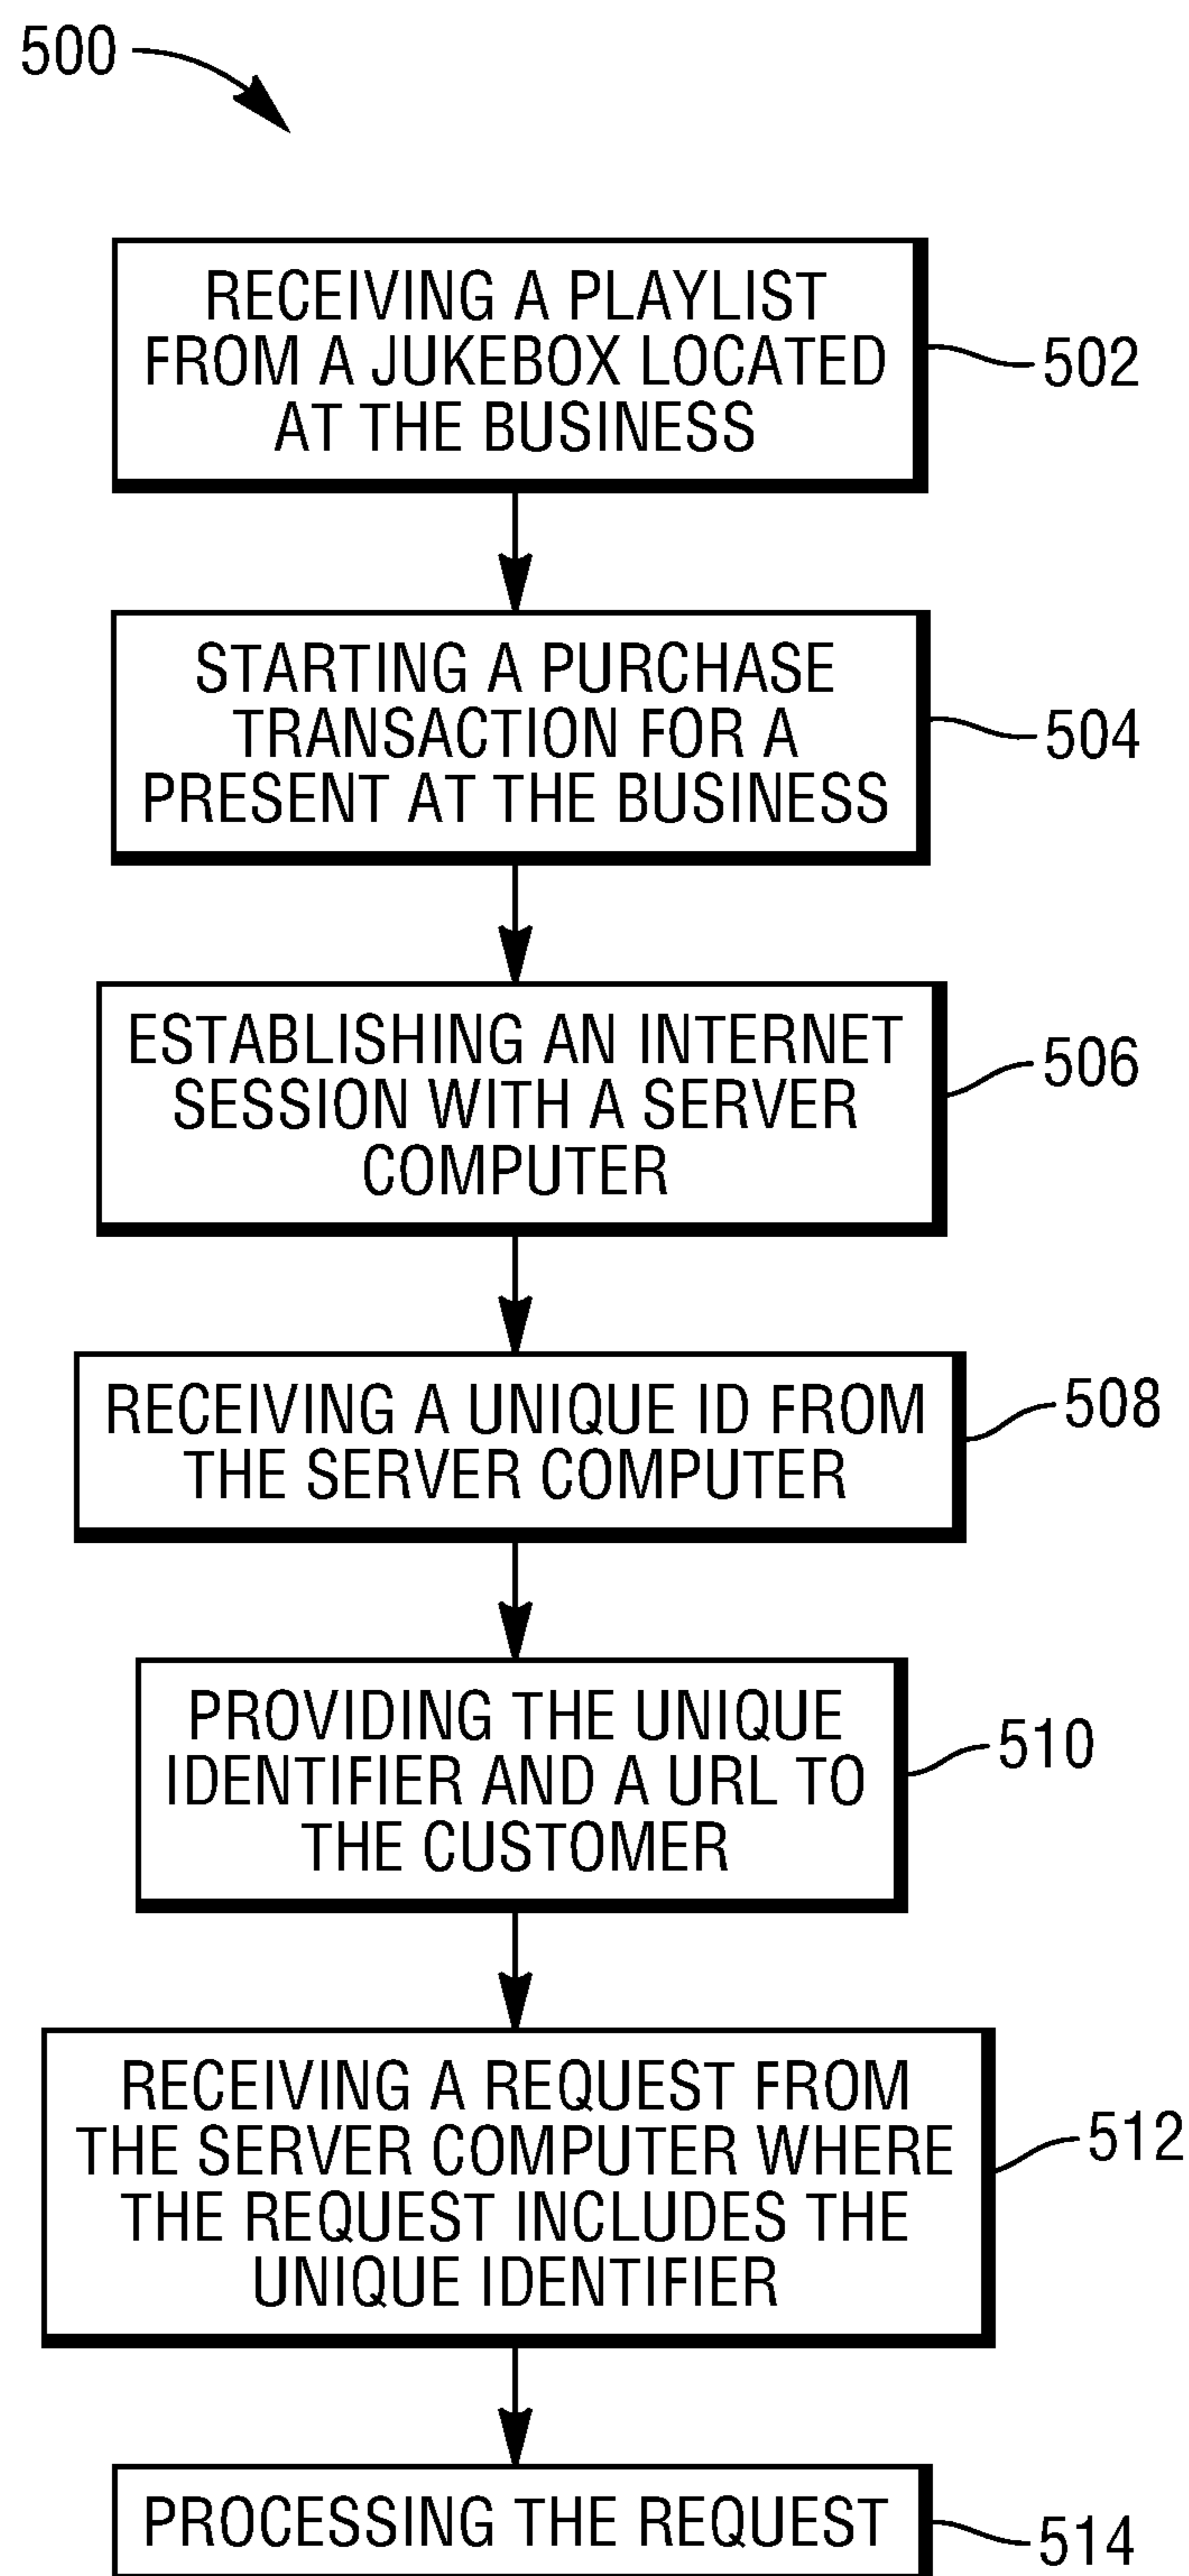 500
RECEIVING A PLAYLIST
FROM A JUKEBOX LOCATED
AT THE BUSINESS
502
STARTING A PURCHASE
TRANSACTION FOR A
PRESENT AT THE BUSINESS
504
ESTABLISHING AN INTERNET
SESSION WITH A SERVER
COMPUTER
506
RECEIVING A UNIQUE ID FROM
THE SERVER COMPUTER
508
PROVIDING THE UNIQUE
IDENTIFIER AND A URL TO
THE CUSTOMER
510
RECEIVING A REQUEST FROM
THE SERVER COMPUTER WHERE
THE REQUEST INCLUDES THE
UNIQUE IDENTIFIER
512
PROCESSING THE REQUEST
514